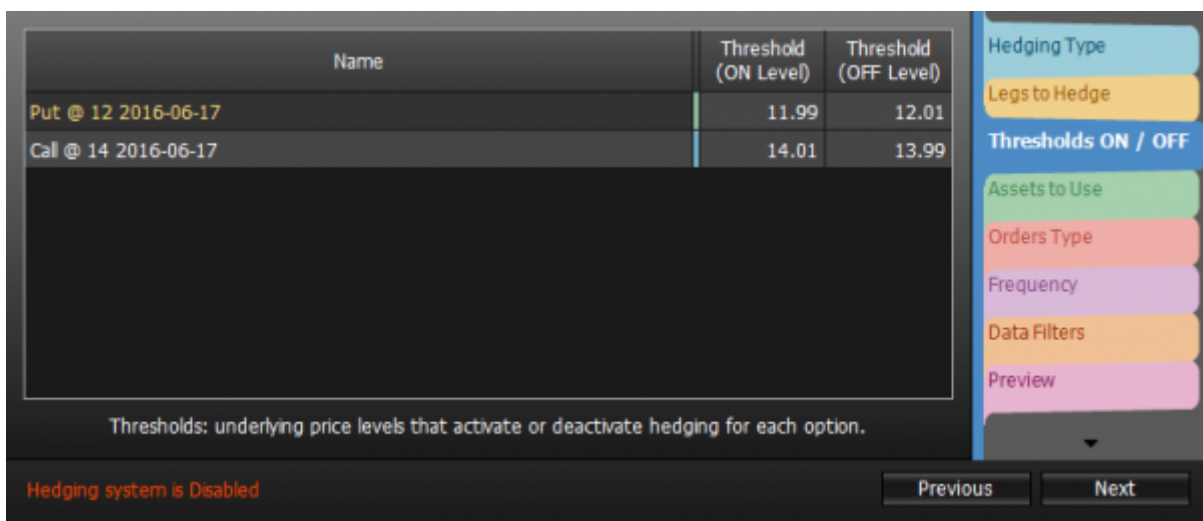 Name
Threshold
(ON Level)
Threshold
(OFF Level)
Put @ 12 2016-06-17 11.99 12.01
Call @ 14 2016-06-17 14.01 13.99
Thresholds: underlying price levels that activate or deactivate hedging for each option.
Hedging system is Disabled
Previous
Next
Hedging Type
Legs to Hedge
Thresholds ON / OFF
Assets to Use
Orders Type
Frequency
Data Filters
Preview